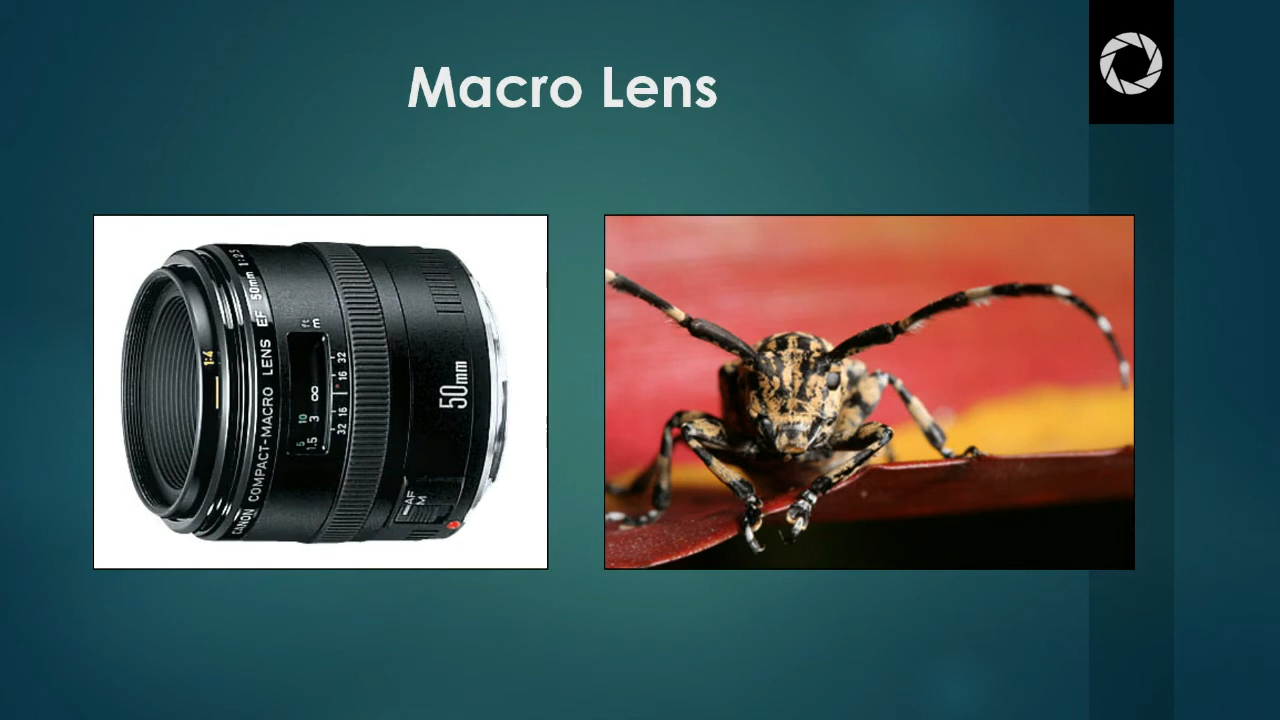 Macro Lens
CANON COMPACT-MACRO LENS EF 50mm 1:2.5
1:4
ft m
32 16 16 32
5 10
1.5 3 ∞
50mm
AF
M